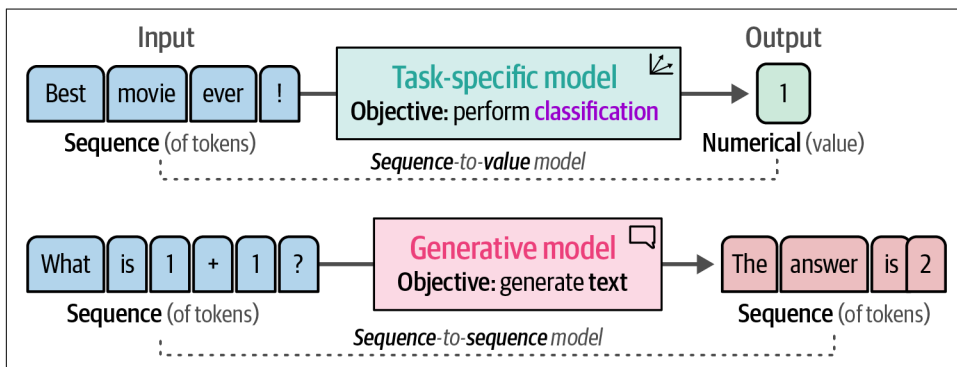 Input
Output
Best movie ever !
Task-specific model
Objective: perform classification
1
Sequence (of tokens)
Numerical (value)
Sequence-to-value model
What is 1 + 1 ?
Generative model
Objective: generate text
The answer is 2
Sequence (of tokens)
Sequence (of tokens)
Sequence-to-sequence model